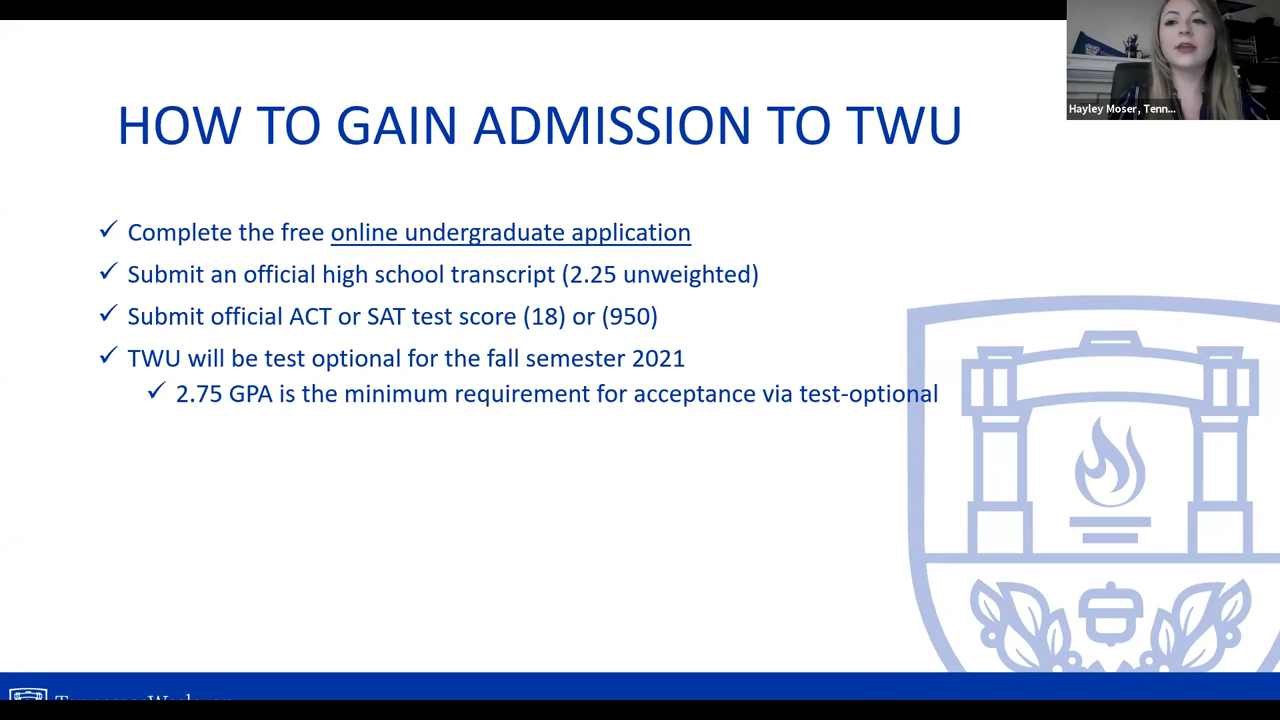 HOW TO GAIN ADMISSION TO TWU
Hayley Moser, Tenn...
✓ Complete the free online undergraduate application
✓ Submit an official high school transcript (2.25 unweighted)
✓ Submit official ACT or SAT test score (18) or (950)
✓ TWU will be test optional for the fall semester 2021
✓ 2.75 GPA is the minimum requirement for acceptance via test-optional